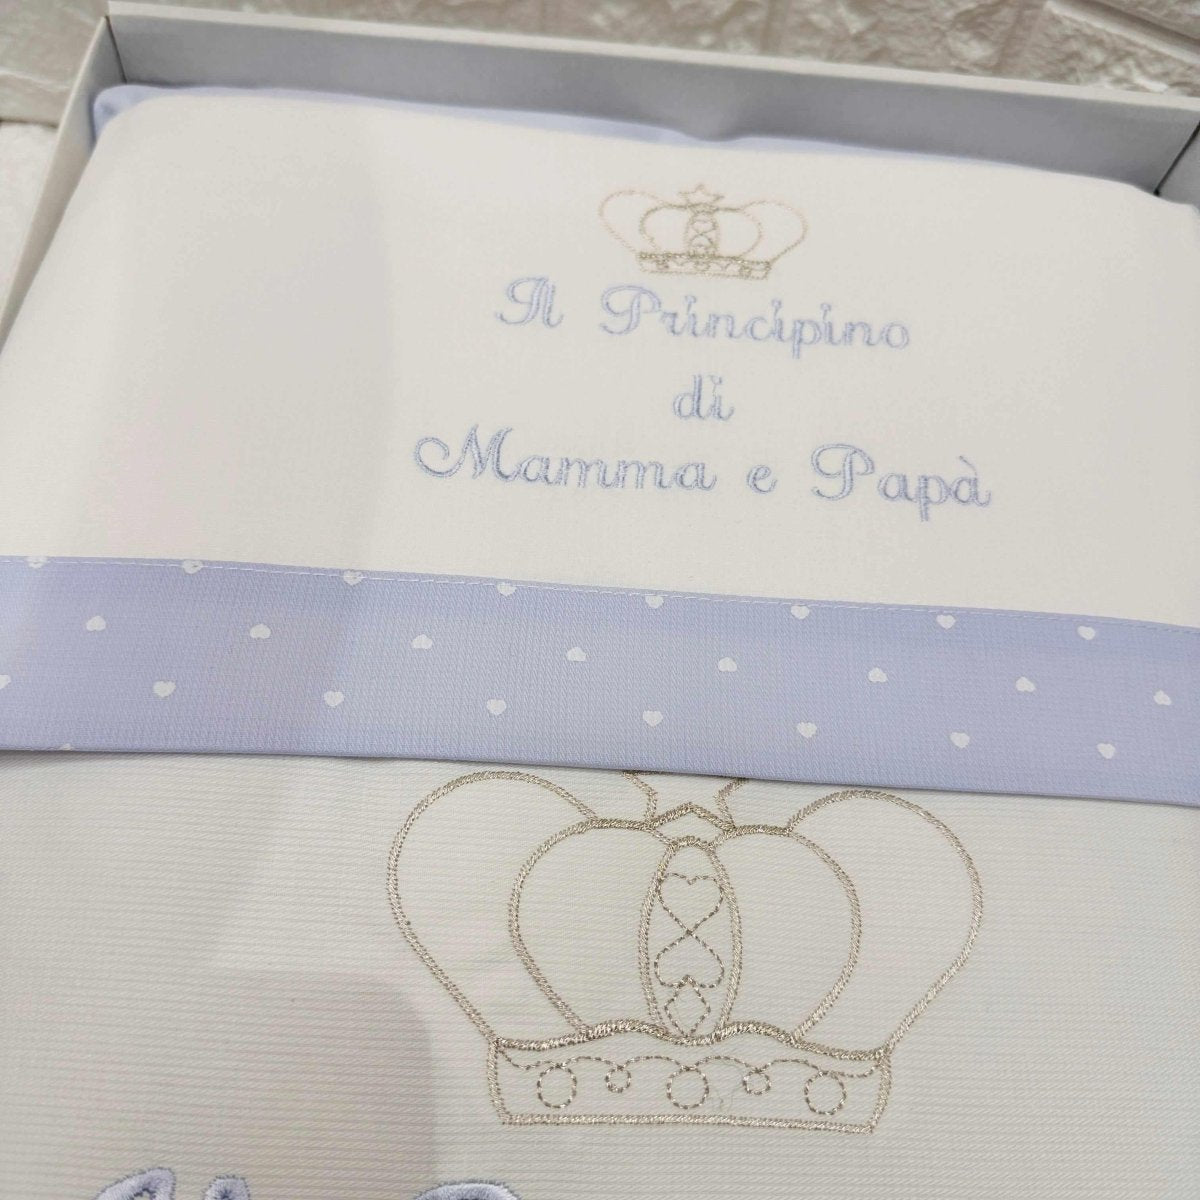 Il Principino
di
Mamma e Papà